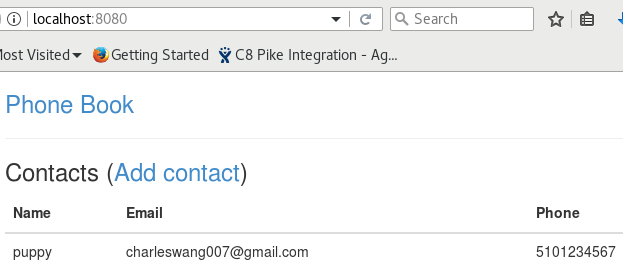 localhost:8080 Search
Most Visited Getting Started C8 Pike Integration - Ag...
Phone Book
Contacts (Add contact)
Name Email Phone
puppy charleswang007@gmail.com 5101234567